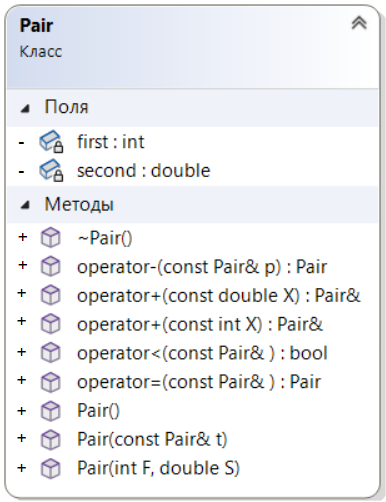 Pair
Класс
Поля
- first : int
- second : double
Методы
+ ~Pair()
+ operator-(const Pair& p) : Pair
+ operator+(const double X) : Pair&
+ operator+(const int X) : Pair&
+ operator<(const Pair& ) : bool
+ operator=(const Pair& ) : Pair
+ Pair()
+ Pair(const Pair& t)
+ Pair(int F, double S)